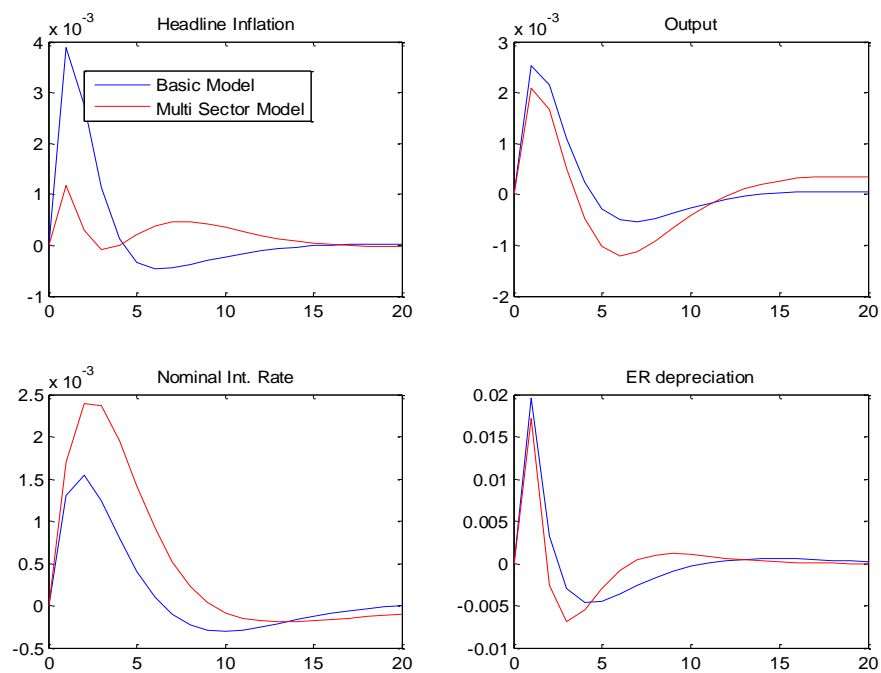 Headline Inflation
x 10^-3
4
3
2
1
0
-1
0 5 10 15 20
Basic Model
Multi Sector Model
Output
x 10^-3
3
2
1
0
-1
-2
0 5 10 15 20
Nominal Int. Rate
x 10^-3
2.5
2
1.5
1
0.5
0
-0.5
0 5 10 15 20
ER depreciation
0.02
0.015
0.01
0.005
0
-0.005
-0.01
0 5 10 15 20